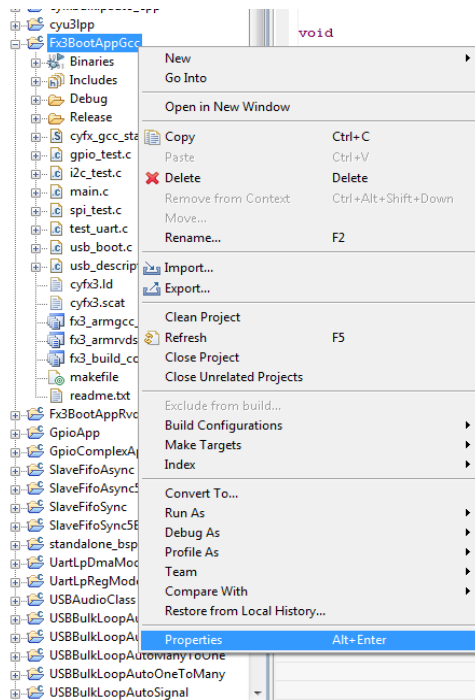 cyu3lpp
Fx3BootAppGcc
Binaries
Includes
Debug
Release
cyfx_gcc_sta
gpio_test.c
i2c_test.c
main.c
spi_test.c
test_uart.c
usb_boot.c
usb_descrip
cyfx3.ld
cyfx3.scat
fx3_armgcc_
fx3_armrvds
fx3_build_co
makefile
readme.txt
Fx3BootAppRvd
GpioApp
GpioComplexAp
SlaveFifoAsync
SlaveFifoAsync5
SlaveFifoSync
SlaveFifoSync5B
standalone_bsp
UartLpDmaMod
UartLpRegMode
USBAudioClass
USBBulkLoopAu
USBBulkLoopAu
USBBulkLoopAutoManyToOne
USBBulkLoopAutoOneToMany
USBBulkLoopAutoSignal
void
New
Go Into
Open in New Window
Copy Ctrl+C
Paste Ctrl+V
Delete Delete
Remove from Context Ctrl+Alt+Shift+Down
Move...
Rename... F2
Import...
Export...
Clean Project
Refresh F5
Close Project
Close Unrelated Projects
Exclude from build...
Build Configurations
Make Targets
Index
Convert To...
Run As
Debug As
Profile As
Team
Compare With
Restore from Local History...
Properties Alt+Enter